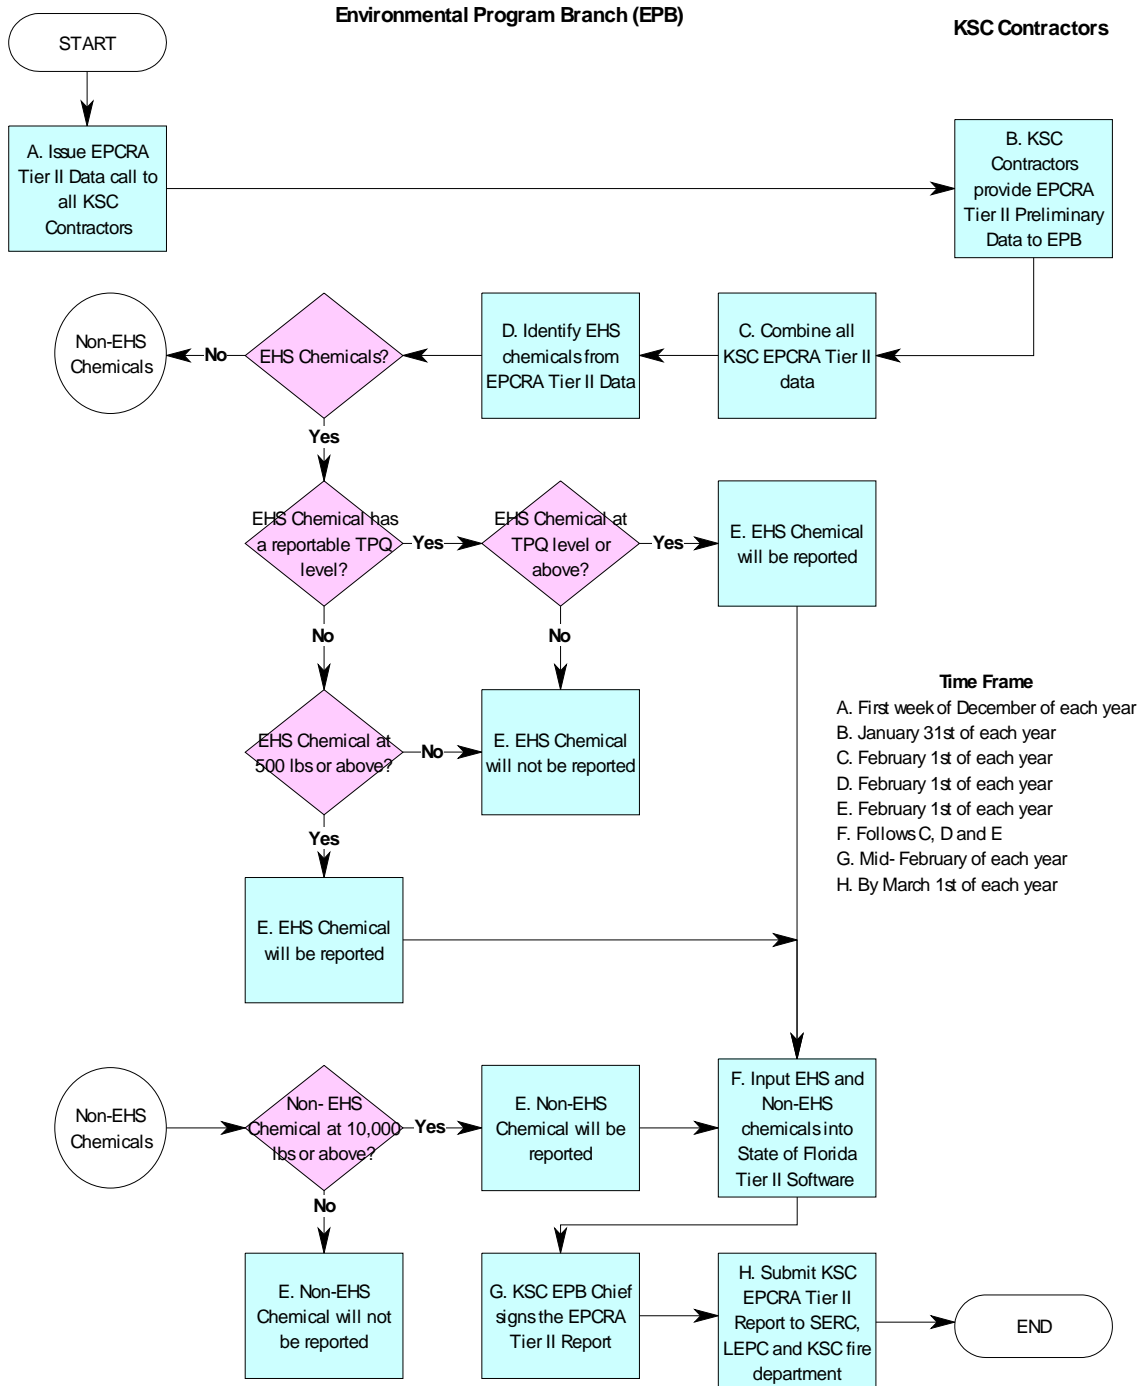 Environmental Program Branch (EPB)
KSC Contractors
START
A. Issue EPCRA
Tier II Data call to
all KSC
Contractors
B. KSC
Contractors
provide EPCRA
Tier II Preliminary
Data to EPB
Non-EHS
Chemicals
No
EHS Chemicals?
D. Identify EHS
chemicals from
EPCRA Tier II Data
C. Combine all
KSC EPCRA Tier II
data
Yes
EHS Chemical has
a reportable TPQ
level?
Yes
EHS Chemical at
TPQ level or
above?
Yes
E. EHS Chemical
will be reported
No
No
EHS Chemical at
500 lbs or above?
No
E. EHS Chemical
will not be reported
Time Frame
A. First week of December of each year
B. January 31st of each year
C. February 1st of each year
D. February 1st of each year
E. February 1st of each year
F. Follows C, D and E
G. Mid- February of each year
H. By March 1st of each year
Yes
E. EHS Chemical
will be reported
Non-EHS
Chemicals
Non- EHS
Chemical at 10,000
lbs or above?
Yes
E. Non-EHS
Chemical will be
reported
F. Input EHS and
Non-EHS
chemicals into
State of Florida
Tier II Software
No
E. Non-EHS
Chemical will not
be reported
G. KSC EPB Chief
signs the EPCRA
Tier II Report
H. Submit KSC
EPCRA Tier II
Report to SERC,
LEPC and KSC fire
department
END